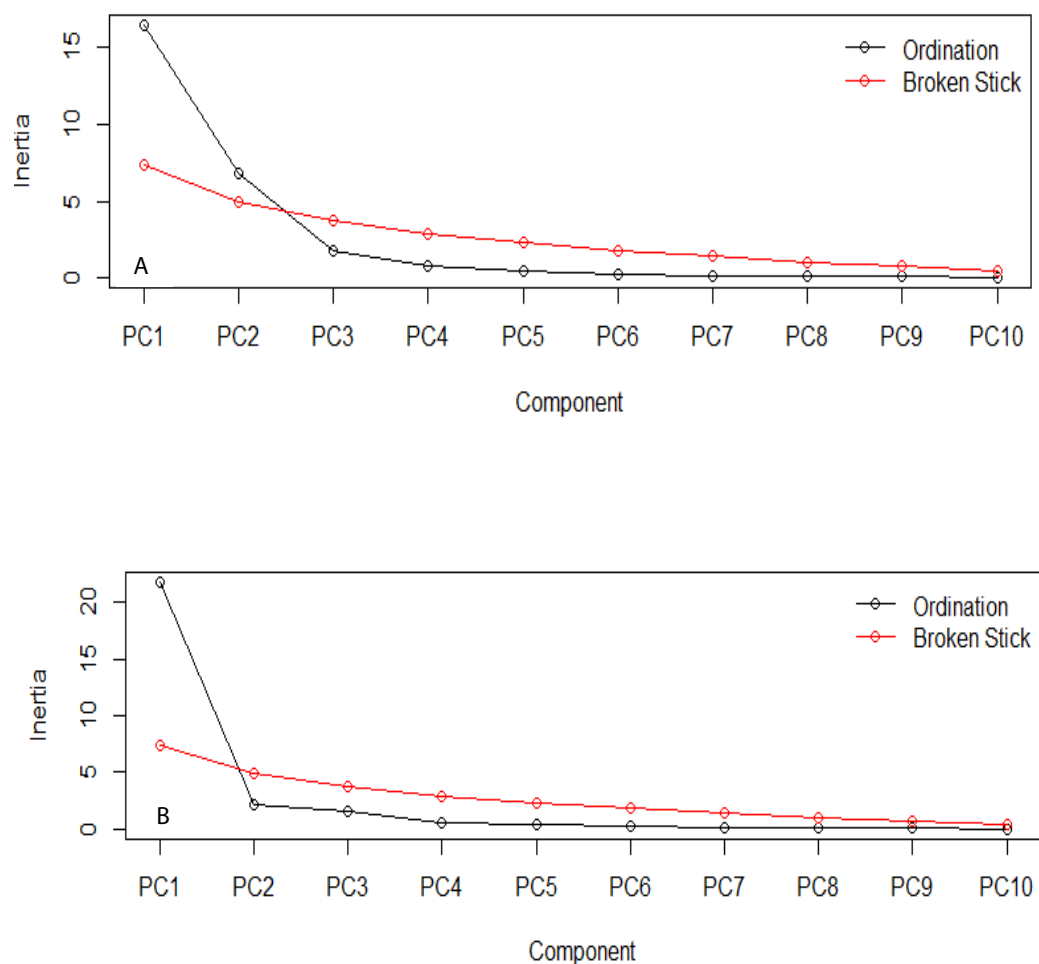 Ordination
Broken Stick
Inertia
15
10
5
0
A
PC1 PC2 PC3 PC4 PC5 PC6 PC7 PC8 PC9 PC10
Component
Ordination
Broken Stick
Inertia
20
15
10
5
0
B
PC1 PC2 PC3 PC4 PC5 PC6 PC7 PC8 PC9 PC10
Component